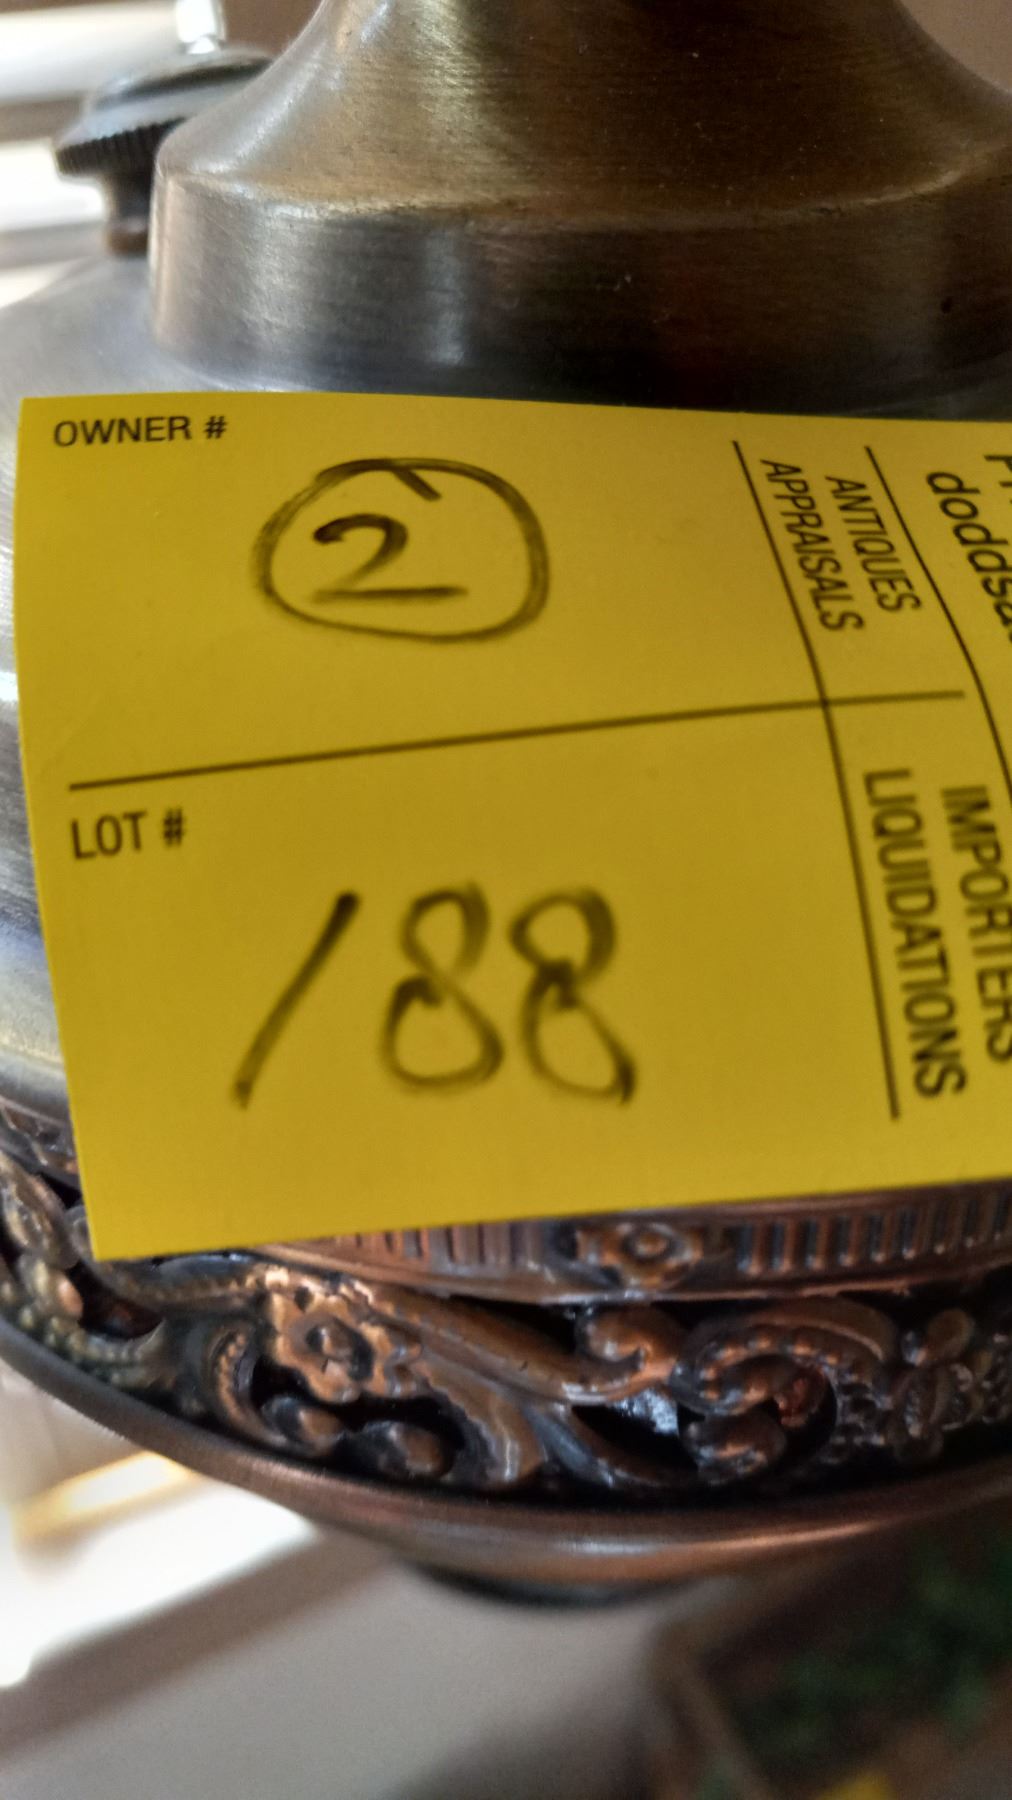 OWNER #
2
LOT #
188
ANTIQUES
APPRAISALS
IMPORTERS
LIQUIDATIONS